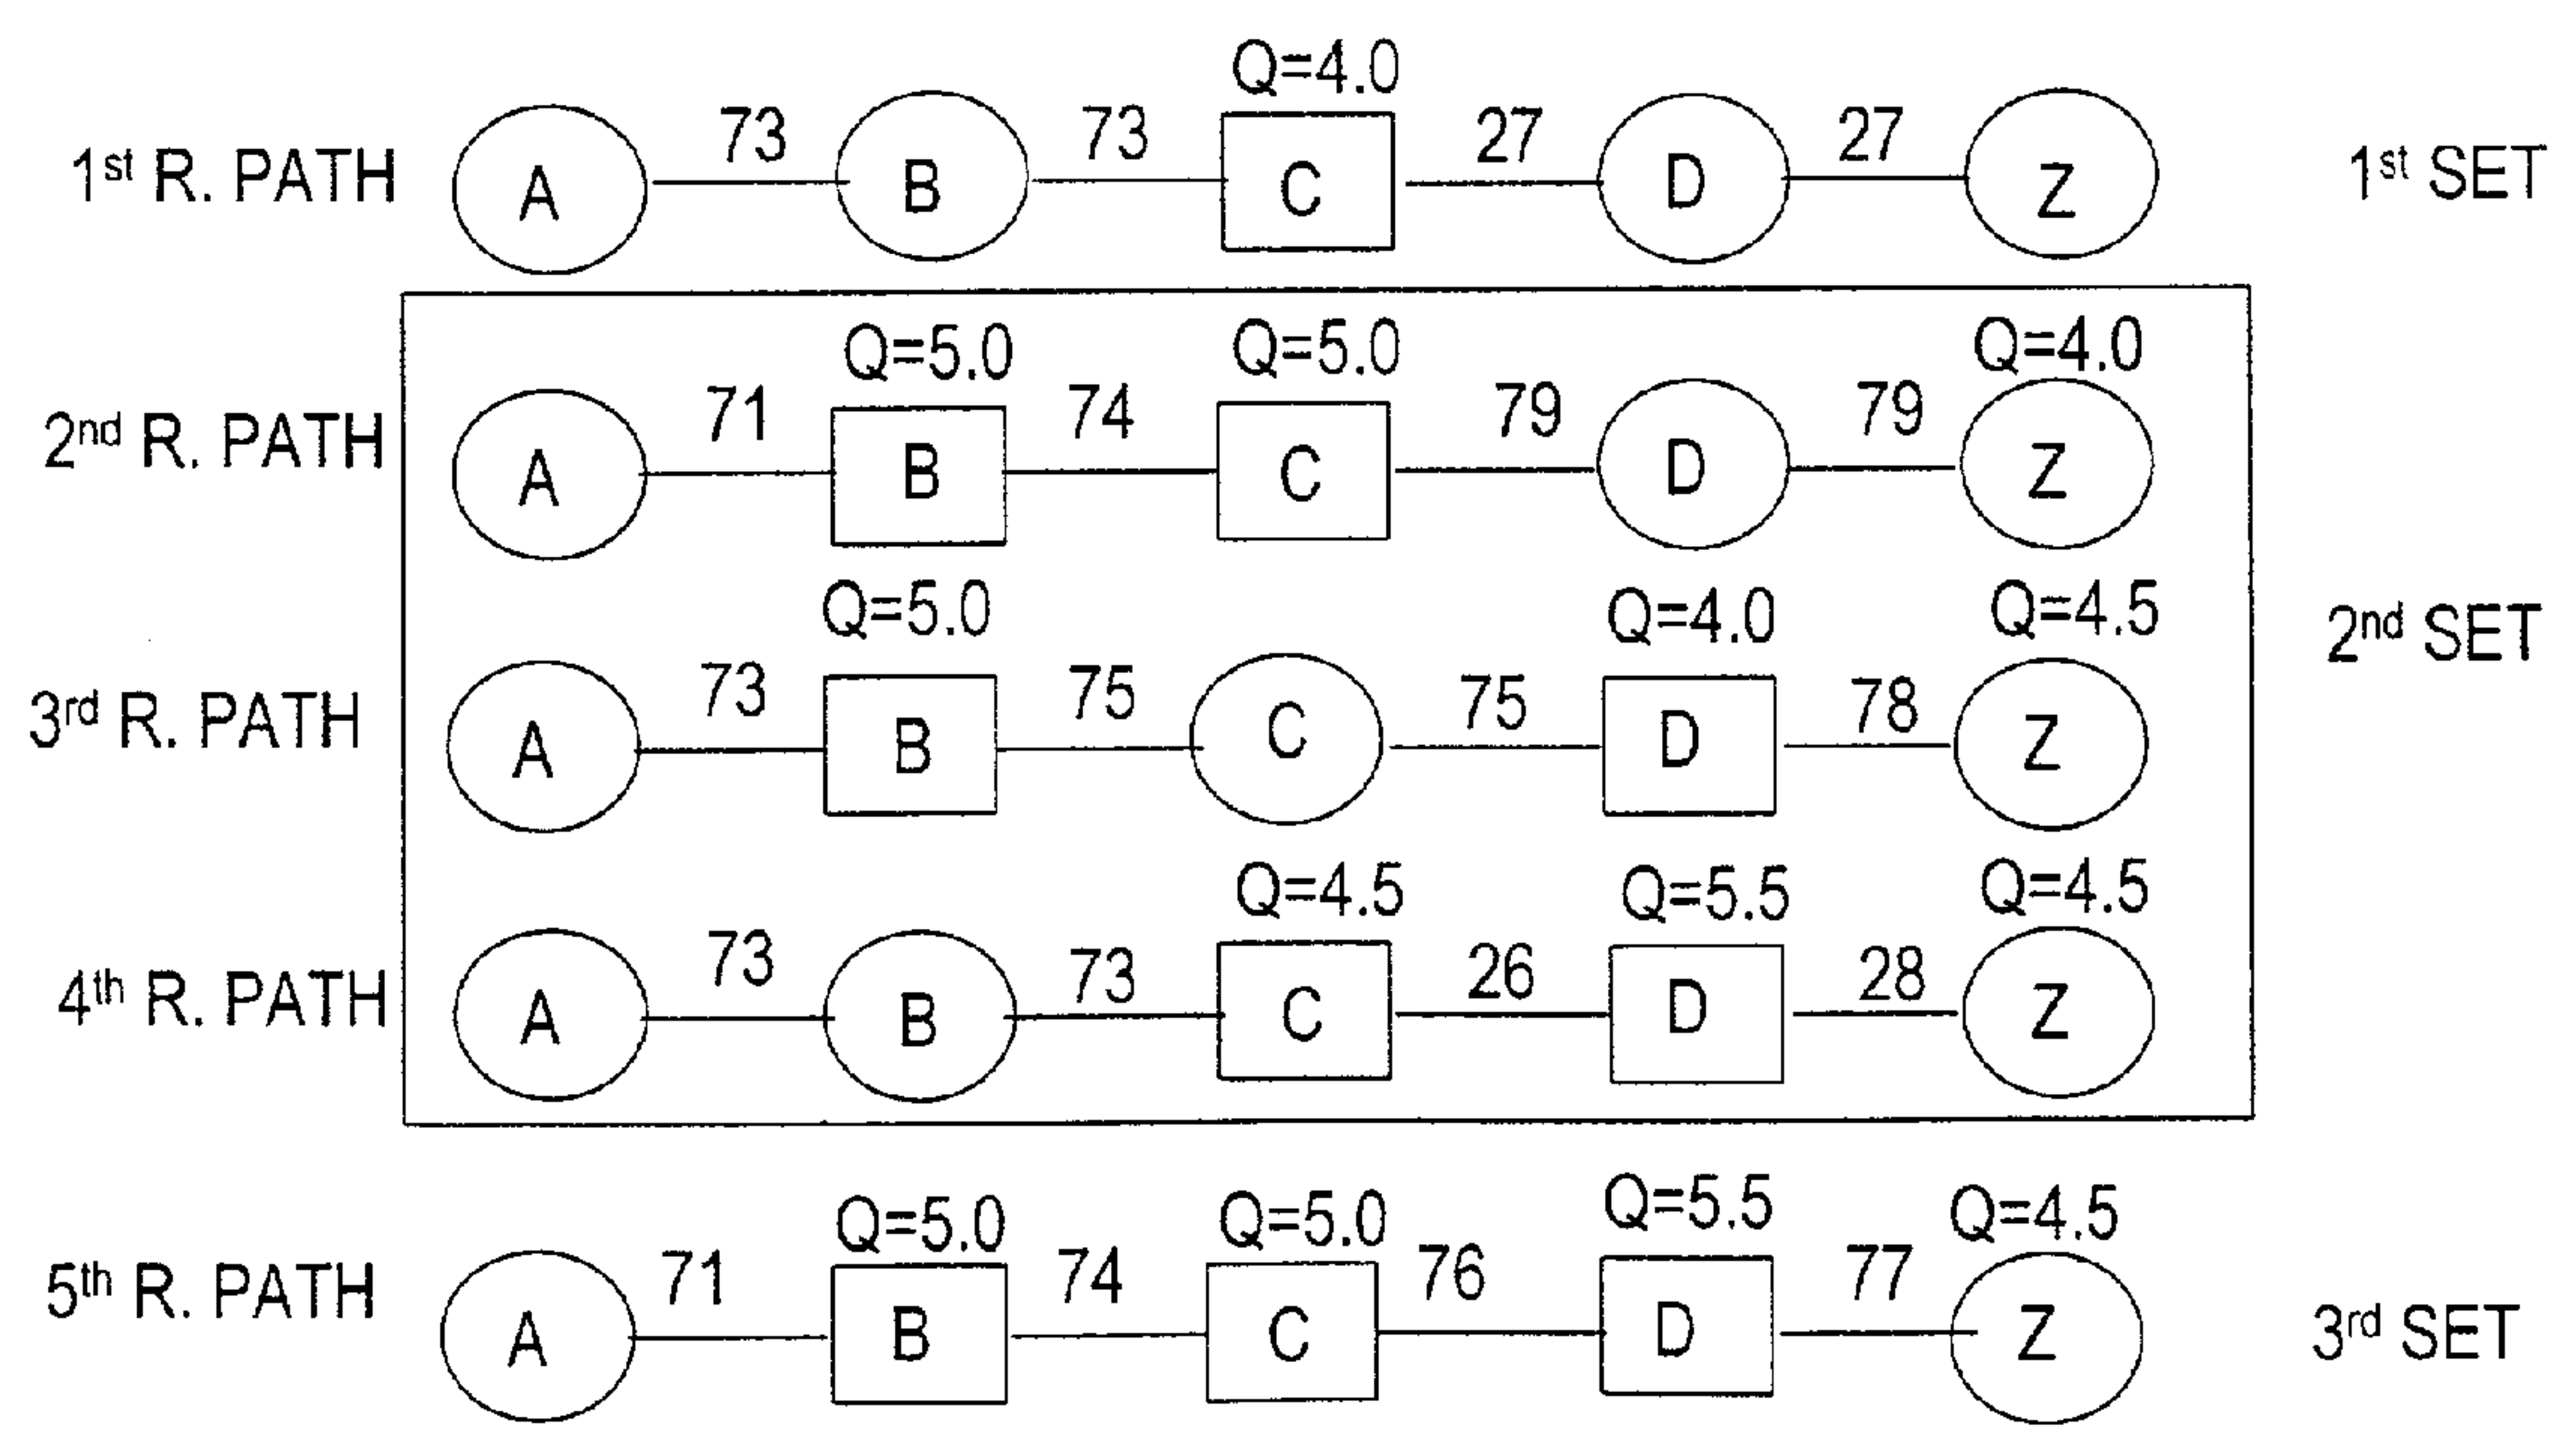 Q=4.0
1st R. PATH A 73 B 73 C 27 D 27 Z 1st SET
Q=5.0 Q=5.0 Q=4.0
2nd R. PATH A 71 B 74 C 79 D 79 Z
Q=5.0 Q=4.0 Q=4.5
3rd R. PATH A 73 B 75 C 75 D 78 Z 2nd SET
Q=4.5 Q=5.5 Q=4.5
4th R. PATH A 73 B 73 C 26 D 28 Z
Q=5.0 Q=5.0 Q=5.5 Q=4.5
5th R. PATH A 71 B 74 C 76 D 77 Z 3rd SET